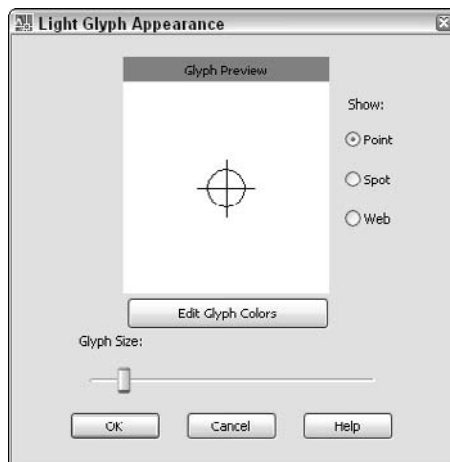 Light Glyph Appearance
Glyph Preview
Show:
Point
Spot
Web
Edit Glyph Colors
Glyph Size:
OK
Cancel
Help